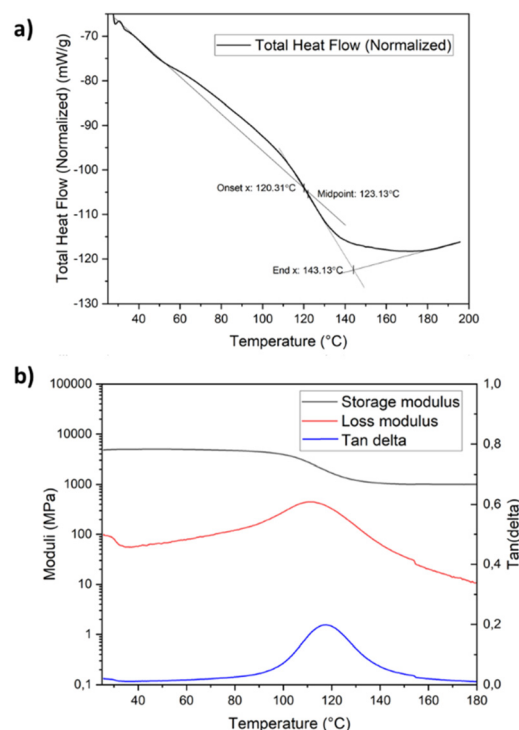 a)
Total Heat Flow (Normalized) (mW/g)
-70
-80
-90
-100
-110
-120
-130
Total Heat Flow (Normalized)
Onset x: 120.31°C
Midpoint: 123.13°C
End x: 143.13°C
40 60 80 100 120 140 160 180 200
Temperature (°C)
b)
Moduli (MPa)
100000
10000
1000
100
10
1
0,1
Storage modulus
Loss modulus
Tan delta
1,0
0,8
0,6
0,4
0,2
0,0
Tan(delta)
40 60 80 100 120 140 160 180
Temperature (°C)